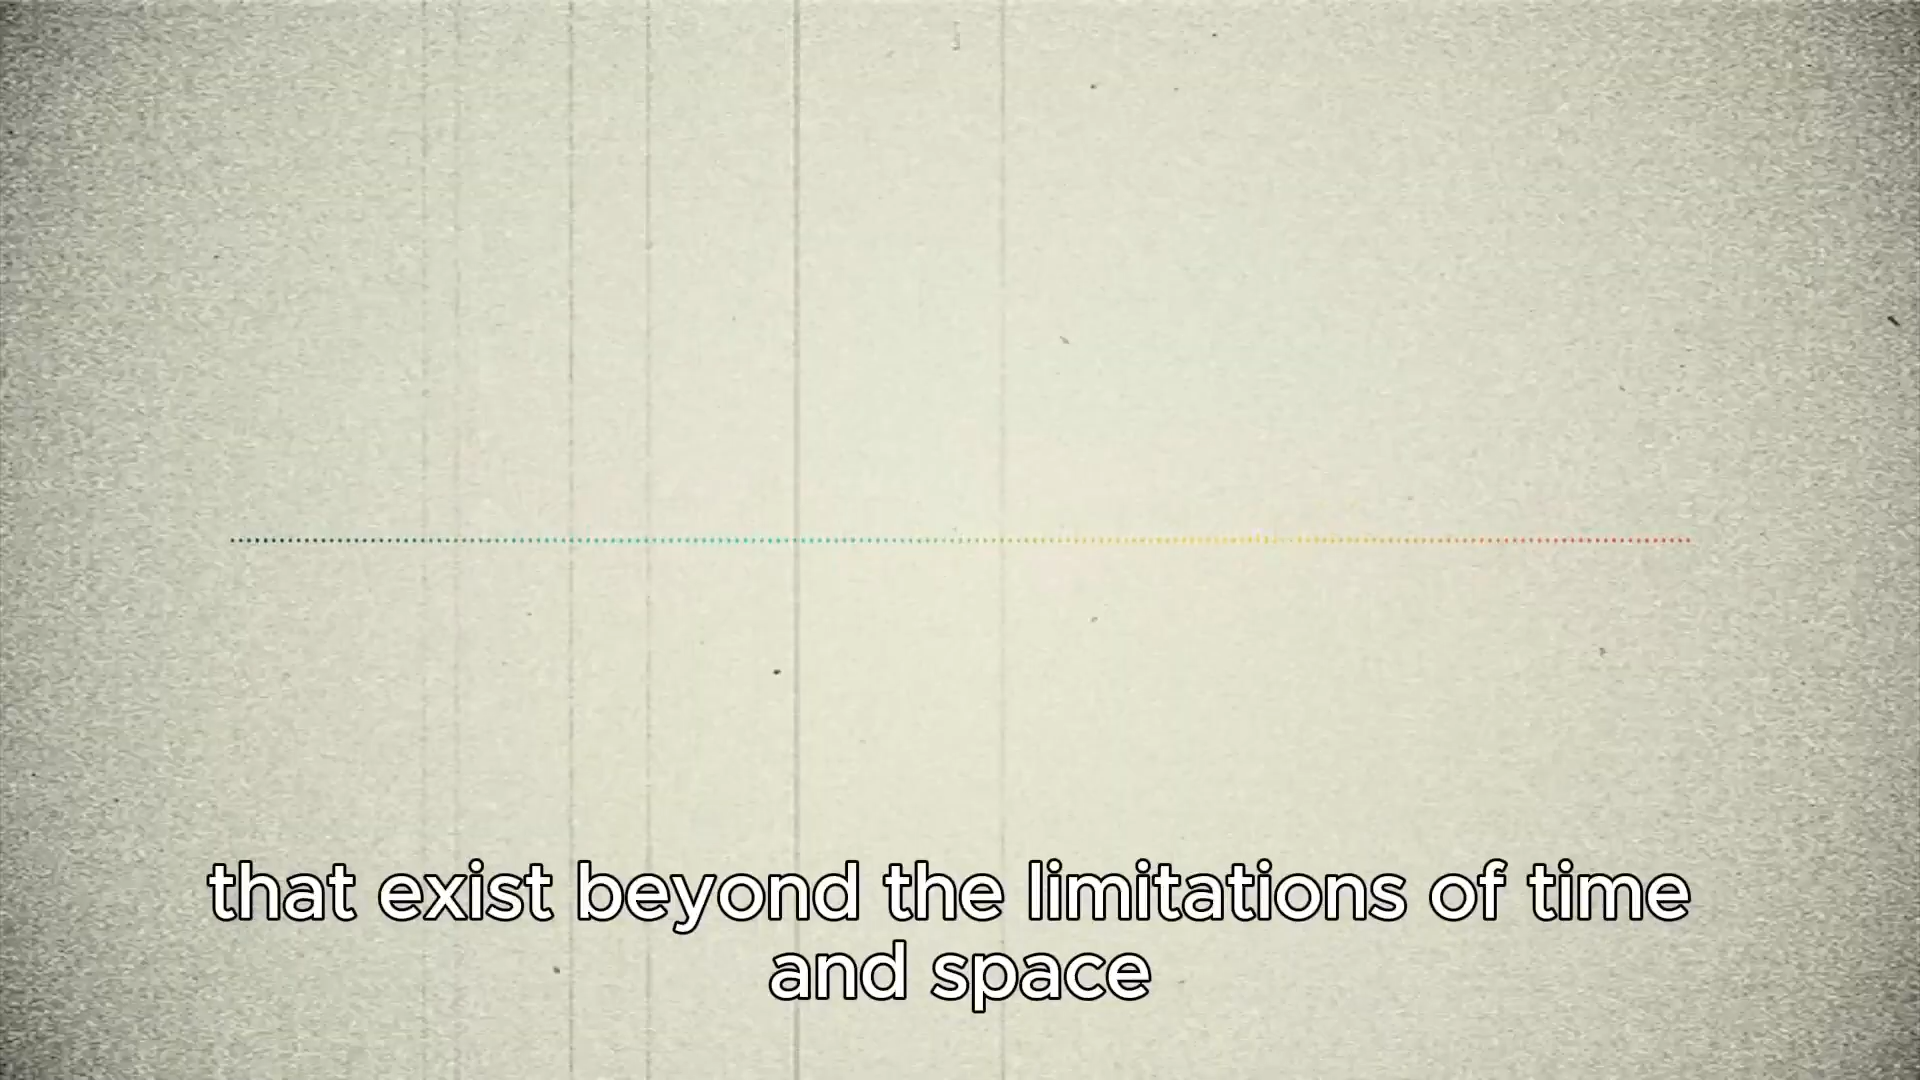 that exist beyond the limitations of time
and space